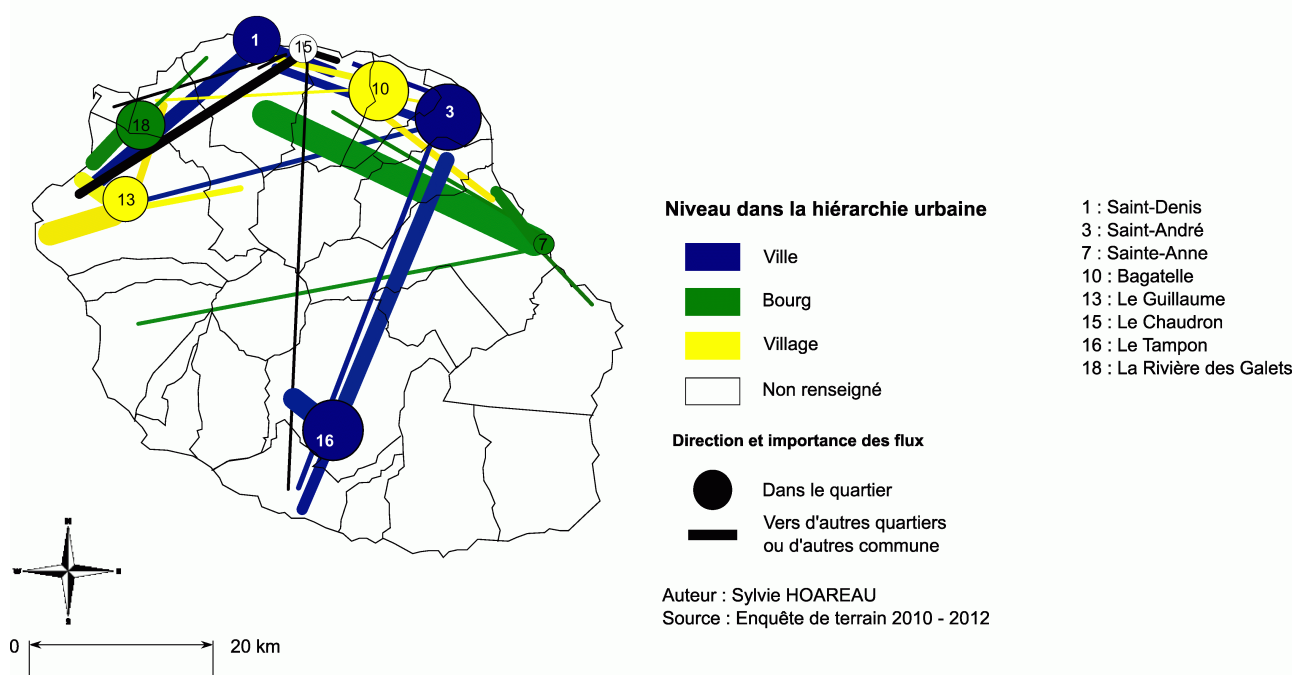 1
15
10
3
18
13
7
16
N
S
0
20 km
Niveau dans la hiérarchie urbaine
Ville
Bourg
Village
Non renseigné
Direction et importance des flux
Dans le quartier
Vers d'autres quartiers
ou d'autres commune
Auteur : Sylvie HOAREAU
Source : Enquête de terrain 2010 - 2012
1 : Saint-Denis
3 : Saint-André
7 : Sainte-Anne
10 : Bagatelle
13 : Le Guillaume
15 : Le Chaudron
16 : Le Tampon
18 : La Rivière des Galets